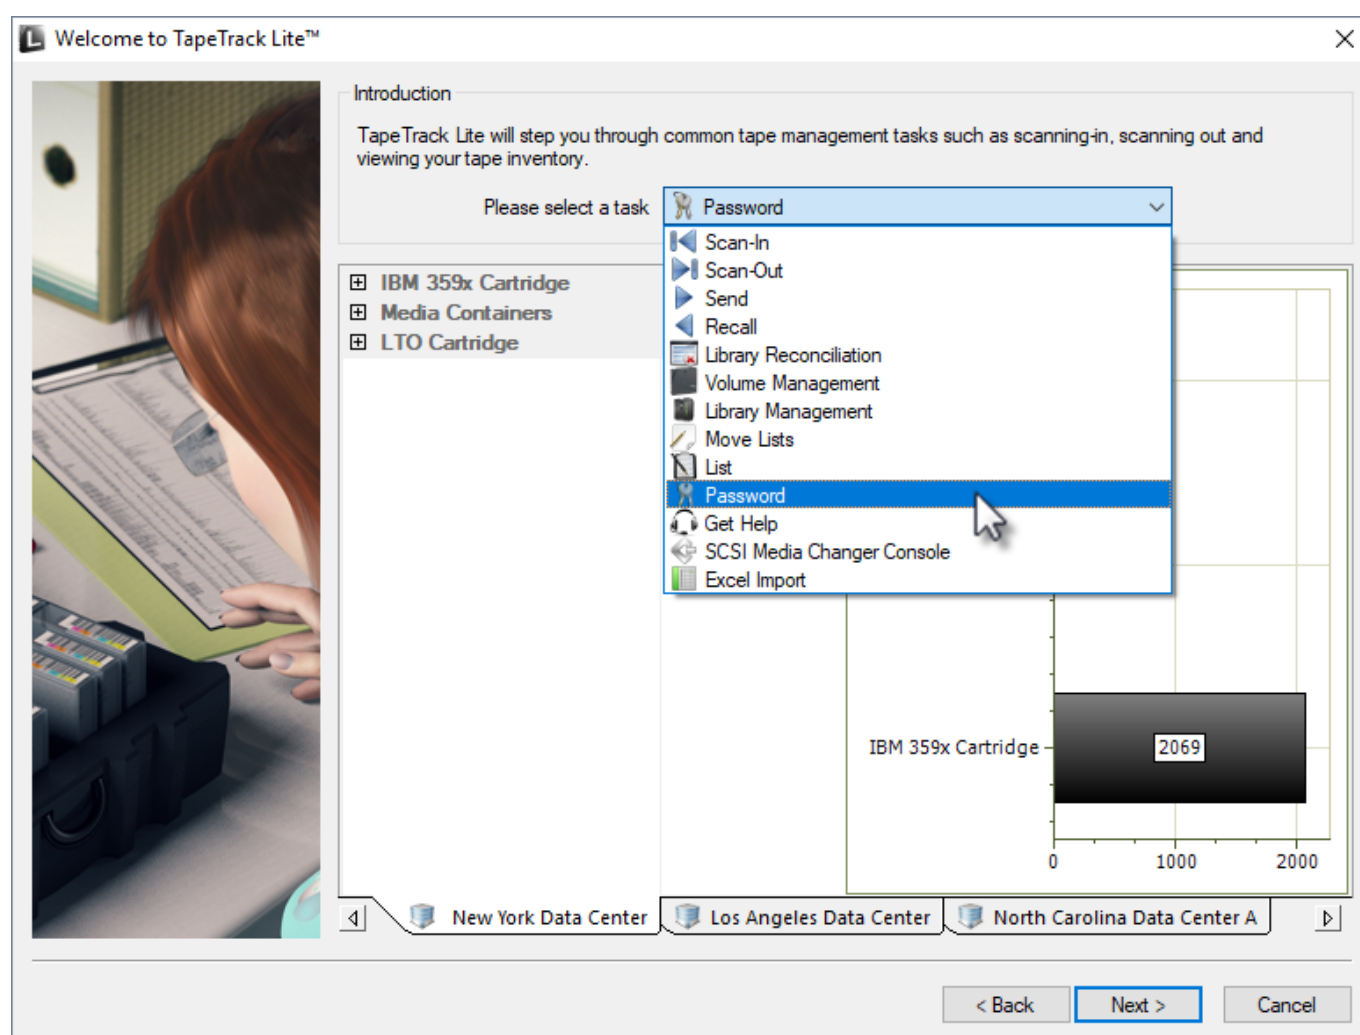 Welcome to TapeTrack Lite™
Introduction
TapeTrack Lite will step you through common tape management tasks such as scanning-in, scanning out and
viewing your tape inventory.
Please select a task
Password
Scan-In
Scan-Out
Send
Recall
Library Reconciliation
Volume Management
Library Management
Move Lists
List
Password
Get Help
SCSI Media Changer Console
Excel Import
IBM 359x Cartridge
Media Containers
LTO Cartridge
IBM 359x Cartridge
2069
0 1000 2000
New York Data Center
Los Angeles Data Center
North Carolina Data Center A
< Back
Next >
Cancel